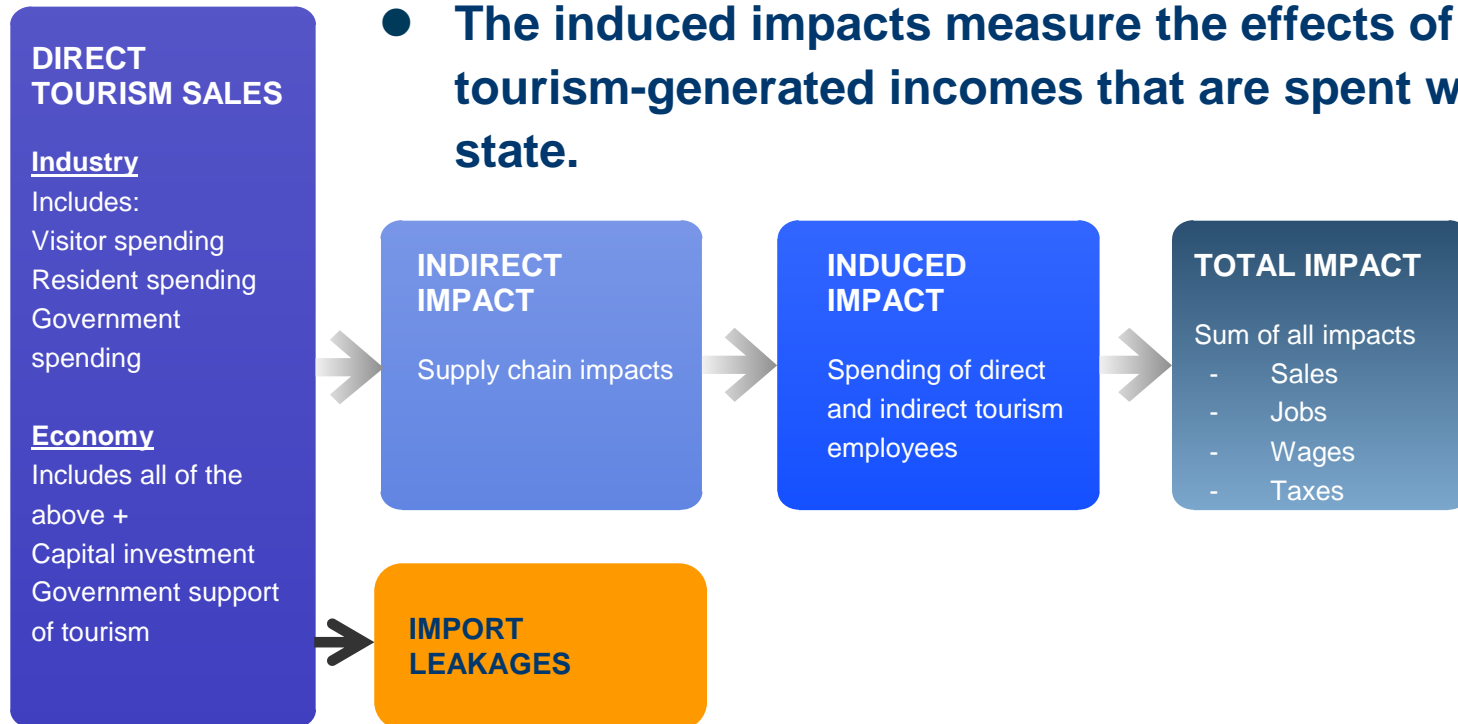 DIRECT
TOURISM SALES
Industry
Includes:
Visitor spending
Resident spending
Government
spending
Economy
Includes all of the
above +
Capital investment
Government support
of tourism
● The induced impacts measure the effects of
tourism-generated incomes that are spent w
state.
INDIRECT
IMPACT
Supply chain impacts
INDUCED
IMPACT
Spending of direct
and indirect tourism
employees
TOTAL IMPACT
Sum of all impacts
- Sales
- Jobs
- Wages
- Taxes
IMPORT
LEAKAGES